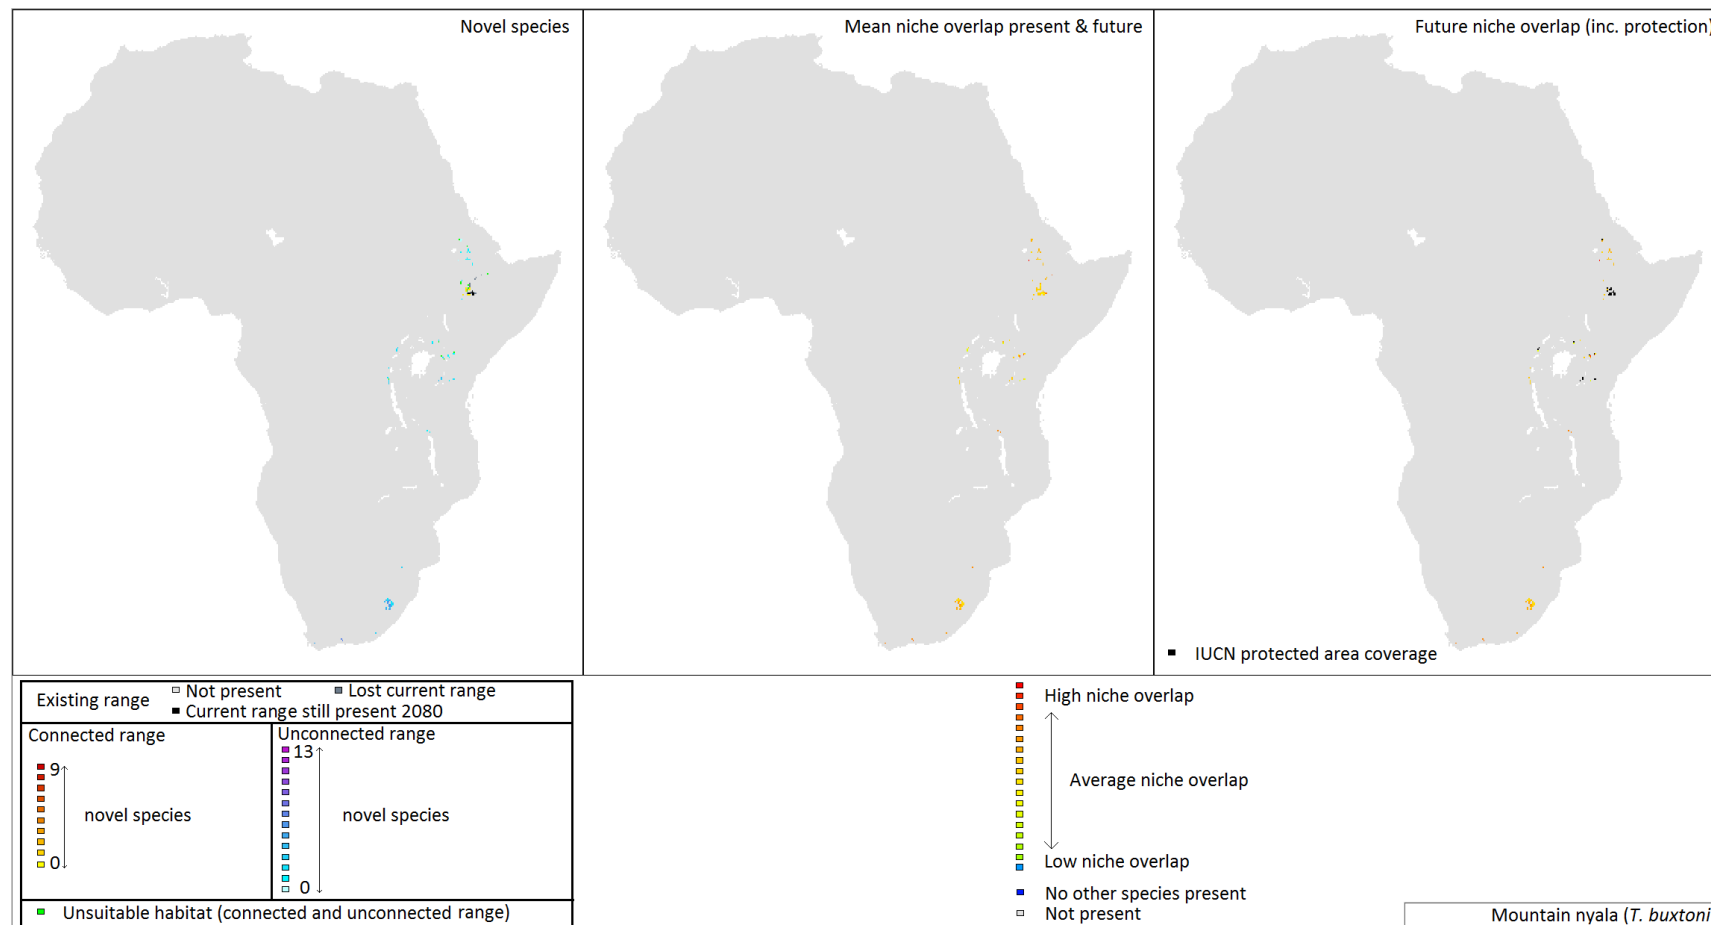 Novel species
Mean niche overlap present & future
Future niche overlap (inc. protection)
IUCN protected area coverage
Existing range
Not present
Lost current range
Current range still present 2080
Connected range
9
novel species
0
Unconnected range
13
novel species
0
Unsuitable habitat (connected and unconnected range)
High niche overlap
Average niche overlap
Low niche overlap
No other species present
Not present
Mountain nyala (T. buxtoni